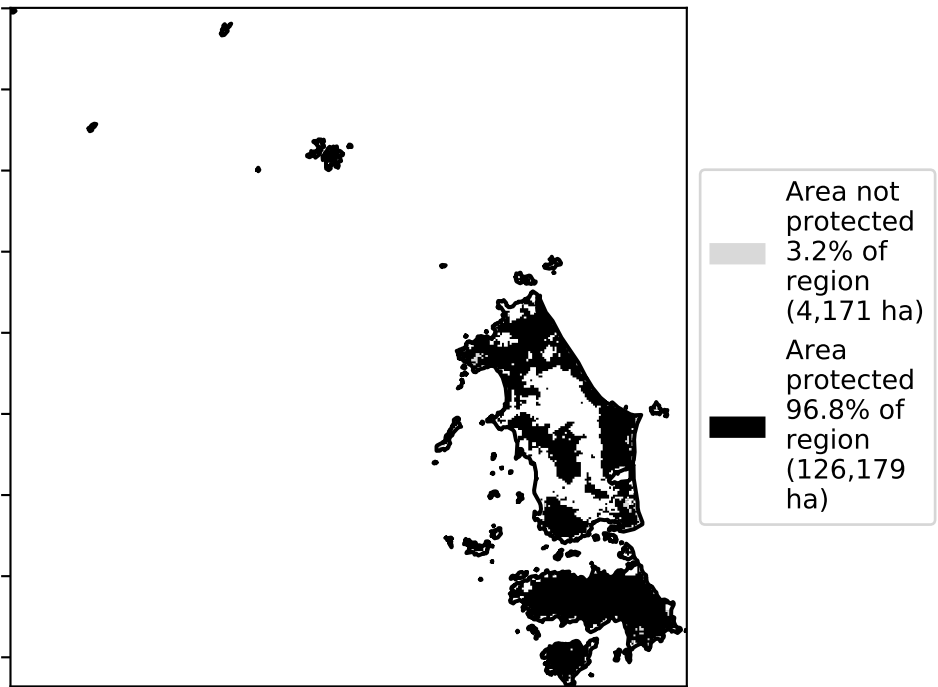 Area not
protected
3.2% of
region
(4,171 ha)
Area
protected
96.8% of
region
(126,179
ha)